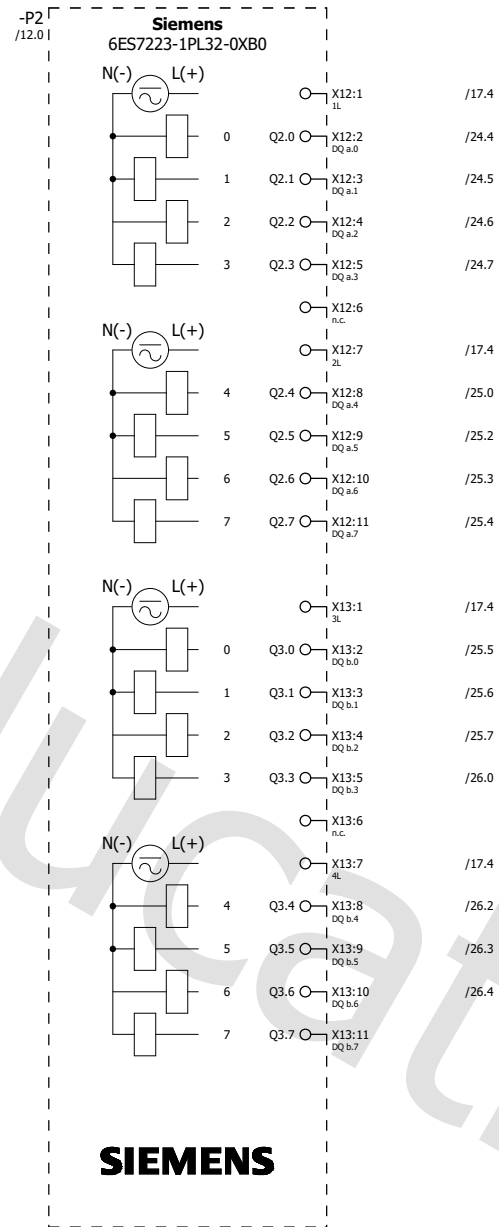 -P2
/12.0
Siemens
6ES7223-1PL32-0XB0
N(-) L(+)
X12:1 /17.4
1L
0 Q2.0 X12:2 /24.4
DQ a.0
1 Q2.1 X12:3 /24.5
DQ a.1
2 Q2.2 X12:4 /24.6
DQ a.2
3 Q2.3 X12:5 /24.7
DQ a.3
X12:6
n.c.
N(-) L(+)
X12:7 /17.4
2L
4 Q2.4 X12:8 /25.0
DQ a.4
5 Q2.5 X12:9 /25.2
DQ a.5
6 Q2.6 X12:10 /25.3
DQ a.6
7 Q2.7 X12:11 /25.4
DQ a.7
N(-) L(+)
X13:1 /17.4
3L
0 Q3.0 X13:2 /25.5
DQ b.0
1 Q3.1 X13:3 /25.6
DQ b.1
2 Q3.2 X13:4 /25.7
DQ b.2
3 Q3.3 X13:5 /26.0
DQ b.3
X13:6
n.c.
N(-) L(+)
X13:7 /17.4
4L
4 Q3.4 X13:8 /26.2
DQ b.4
5 Q3.5 X13:9 /26.3
DQ b.5
6 Q3.6 X13:10 /26.4
DQ b.6
7 Q3.7 X13:11
DQ b.7
SIEMENS
ucat